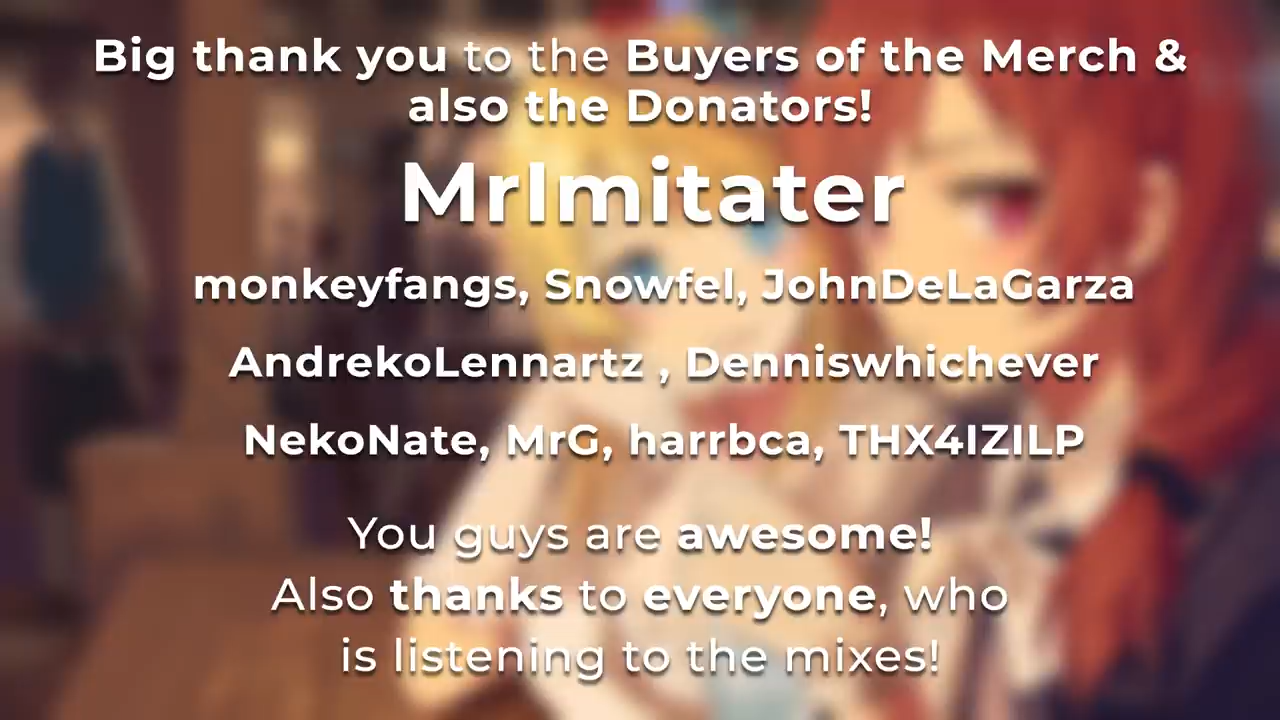 Big thank you to the Buyers of the Merch &
also the Donators!
MrImitater
monkeyfangs, Snowfel, JohnDeLaGarza
AndrekoLennartz , Denniswhichever
NekoNate, MrG, harrbca, THX4IZILP
You guys are awesome!
Also thanks to everyone, who
is listening to the mixes!